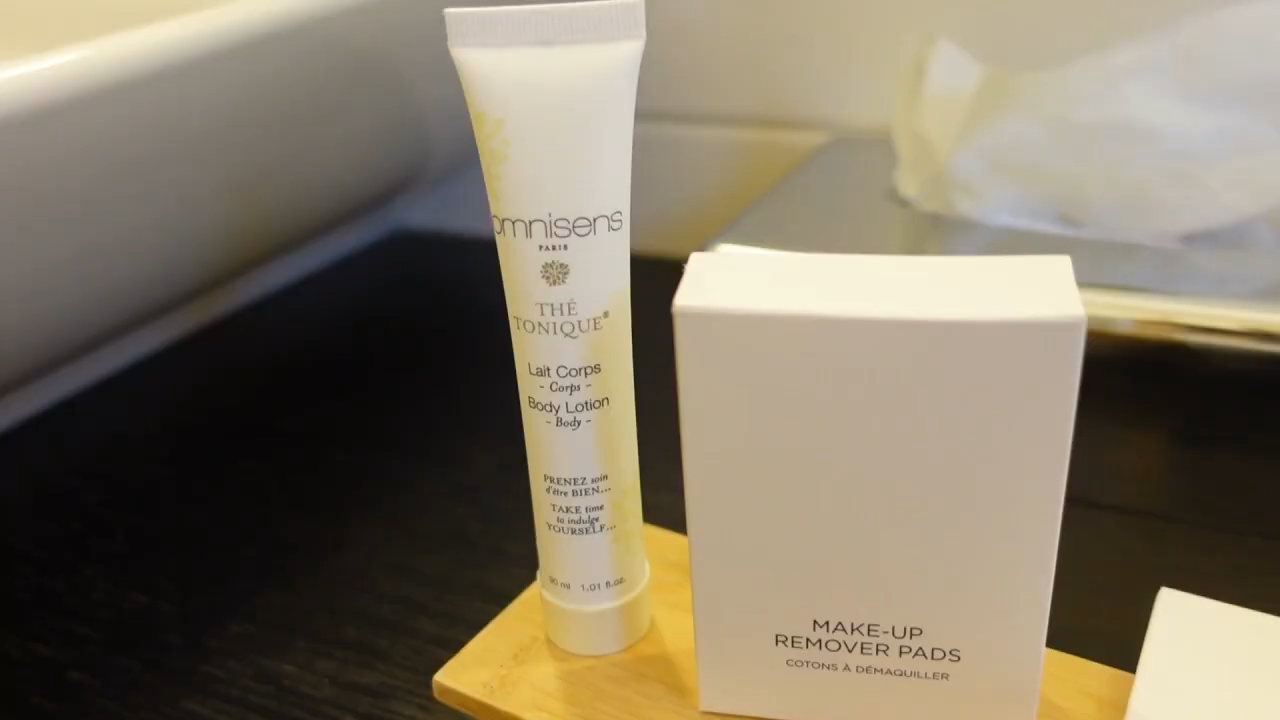 omnisens
PARIS
THÉ
TONIQUE®
Lait Corps
- Corps -
Body Lotion
- Body -
PRENEZ soin
d'être BIEN...
TAKE time
to indulge
YOURSELF...
30 ml 1.01 fl.oz.
MAKE-UP
REMOVER PADS
COTONS À DÉMAQUILLER